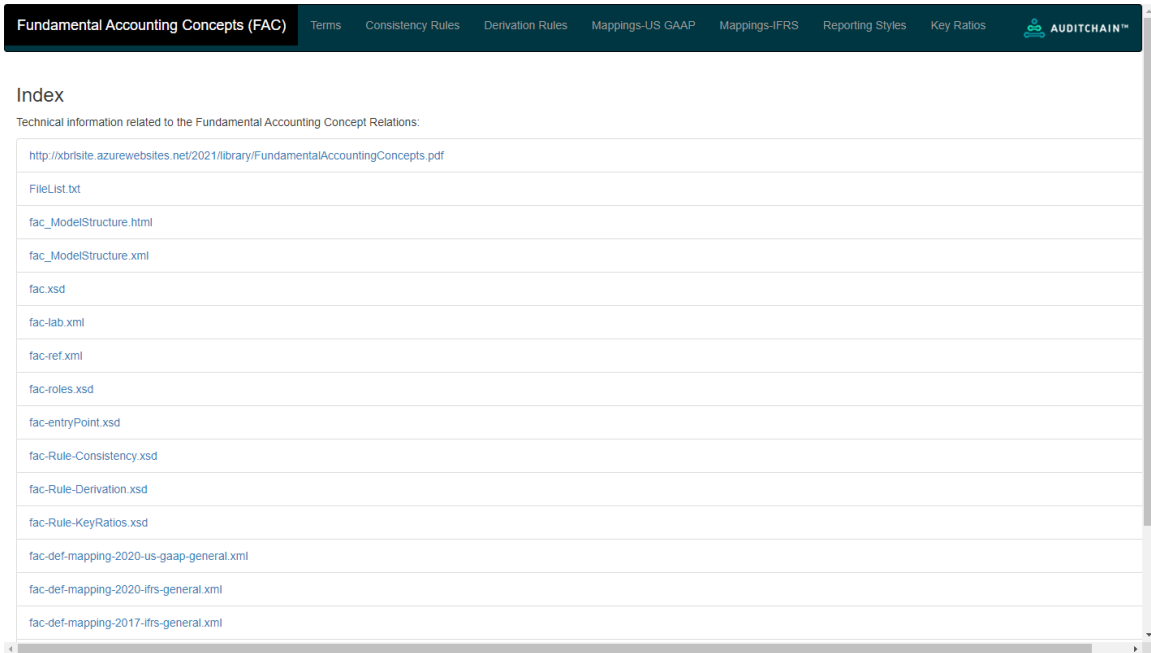 Fundamental Accounting Concepts (FAC) Terms Consistency Rules Derivation Rules Mappings-US GAAP Mappings-IFRS Reporting Styles Key Ratios AUDITCHAIN™
Index
Technical information related to the Fundamental Accounting Concept Relations:
http://xbrlsite.azurewebsites.net/2021/library/FundamentalAccountingConcepts.pdf
FileList.txt
fac_ModelStructure.html
fac_ModelStructure.xml
fac.xsd
fac-lab.xml
fac-ref.xml
fac-roles.xsd
fac-entryPoint.xsd
fac-Rule-Consistency.xsd
fac-Rule-Derivation.xsd
fac-Rule-KeyRatios.xsd
fac-def-mapping-2020-us-gaap-general.xml
fac-def-mapping-2020-ifrs-general.xml
fac-def-mapping-2017-ifrs-general.xml